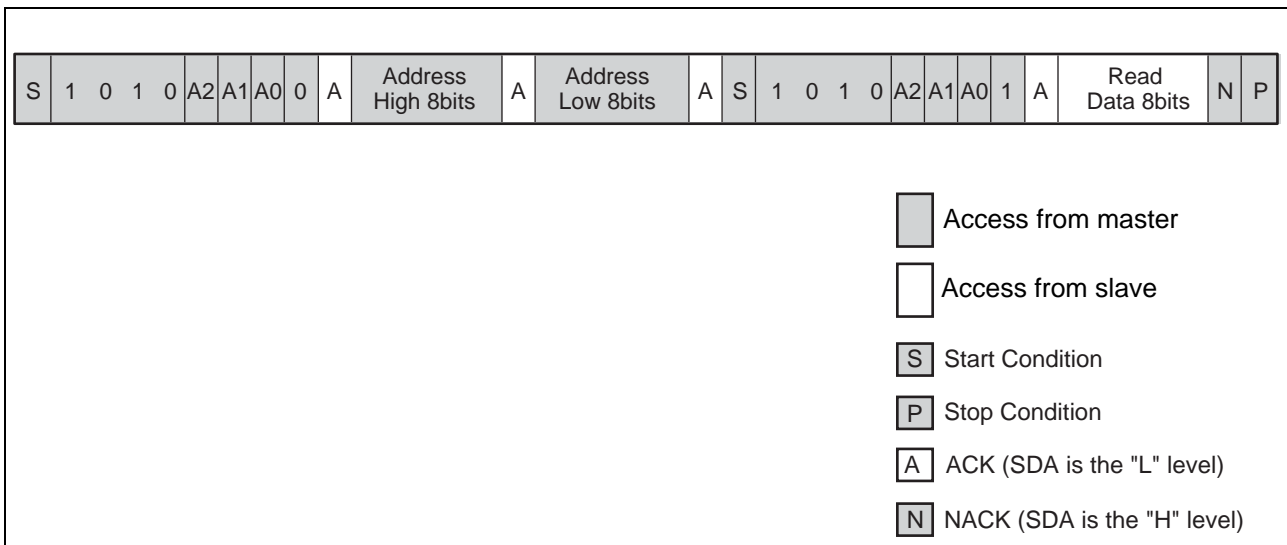 S 1 0 1 0 A2 A1 A0 0 A Address High 8bits A Address Low 8bits A S 1 0 1 0 A2 A1 A0 1 A Read Data 8bits N P
Access from master
Access from slave
S Start Condition
P Stop Condition
A ACK (SDA is the "L" level)
N NACK (SDA is the "H" level)